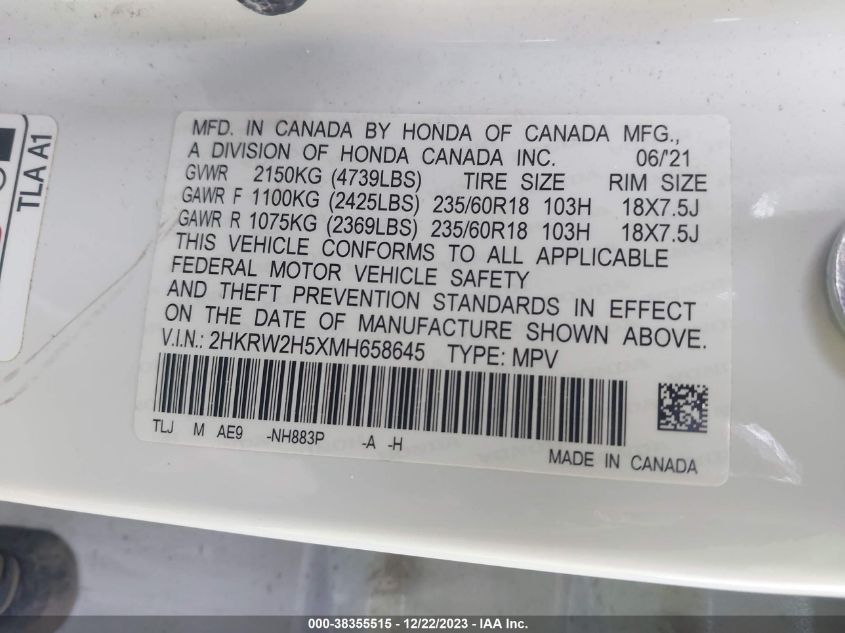 TLA A1
MFD. IN CANADA BY HONDA OF CANADA MFG.,
A DIVISION OF HONDA CANADA INC. 06/'21
GVWR 2150KG (4739LBS) TIRE SIZE RIM SIZE
GAWR F 1100KG (2425LBS) 235/60R18 103H 18X7.5J
GAWR R 1075KG (2369LBS) 235/60R18 103H 18X7.5J
THIS VEHICLE CONFORMS TO ALL APPLICABLE
FEDERAL MOTOR VEHICLE SAFETY
AND THEFT PREVENTION STANDARDS IN EFFECT
ON THE DATE OF MANUFACTURE SHOWN ABOVE.
V.I.N.: 2HKRW2H5XMH658645 TYPE: MPV
TLJ M AE9 -NH883P -A -H
MADE IN CANADA
000-38355515 - 12/22/2023 - IAA Inc.